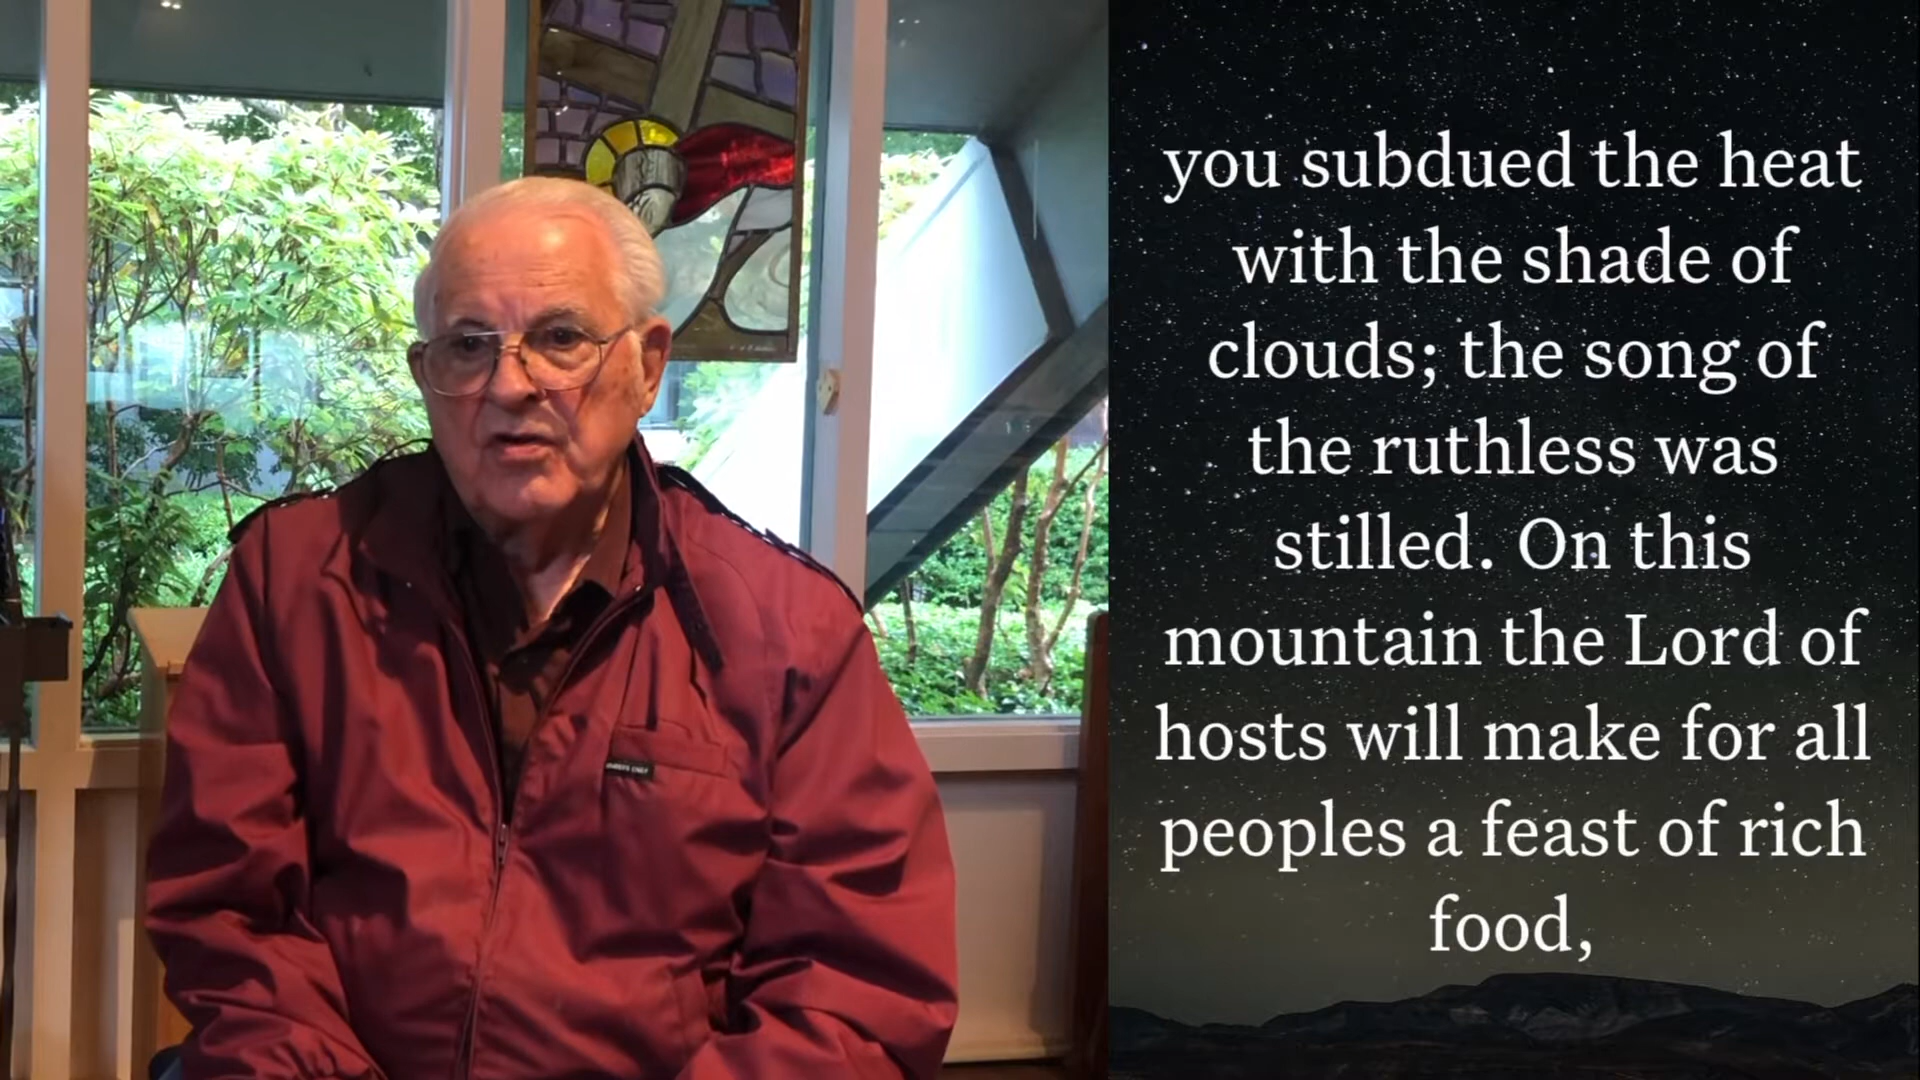 you subdued the heat
with the shade of
clouds; the song of
the ruthless was
stilled. On this
mountain the Lord of
hosts will make for all
peoples a feast of rich
food,